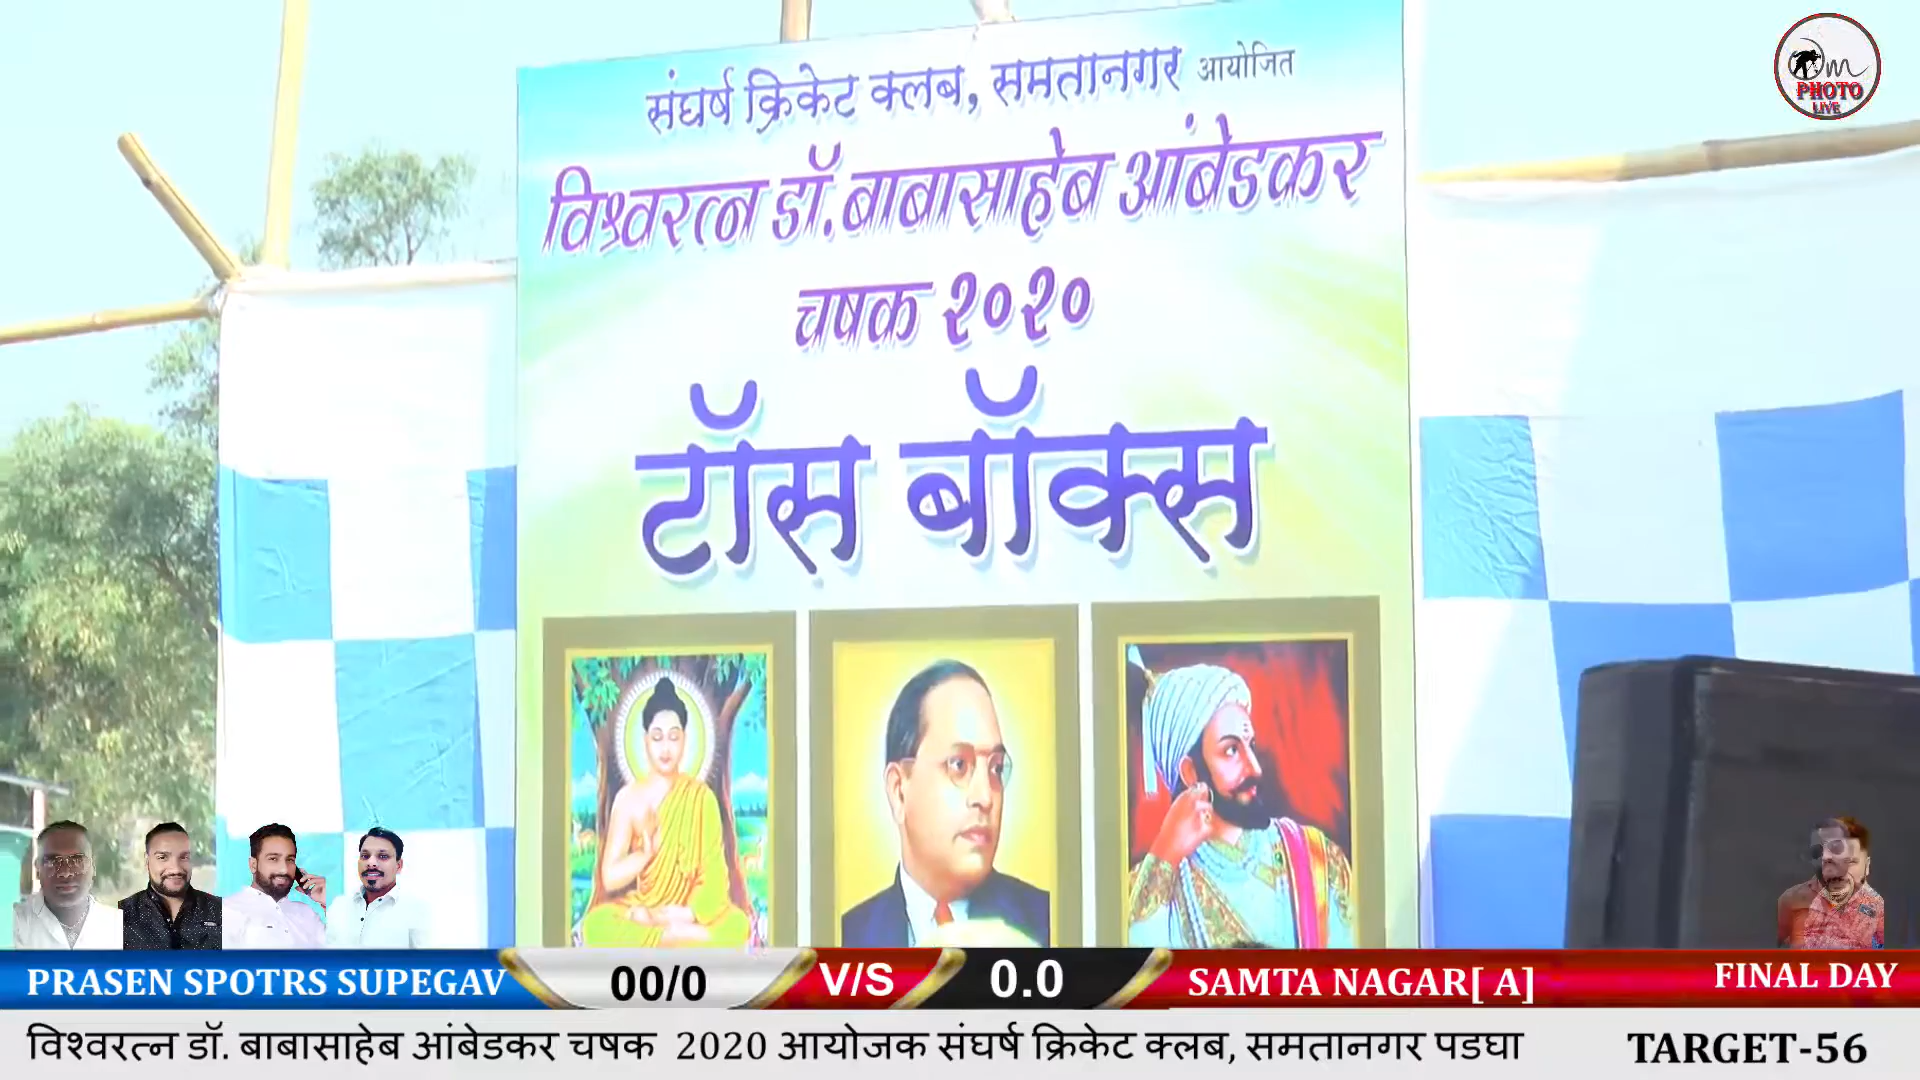 संघर्ष क्रिकेट क्लब, समतानगर आयोजित
विश्वरत्न डॉ. बाबासाहेब आंबेडकर
चषक २०२०
टॉस बॉक्स
Om
PHOTO
LIVE
PRASEN SPOTRS SUPEGAV 00/0 V/S 0.0 SAMTA NAGAR[ A] FINAL DAY
विश्वरत्न डॉ. बाबासाहेब आंबेडकर चषक 2020 आयोजक संघर्ष क्रिकेट क्लब, समतानगर पडघा TARGET-56